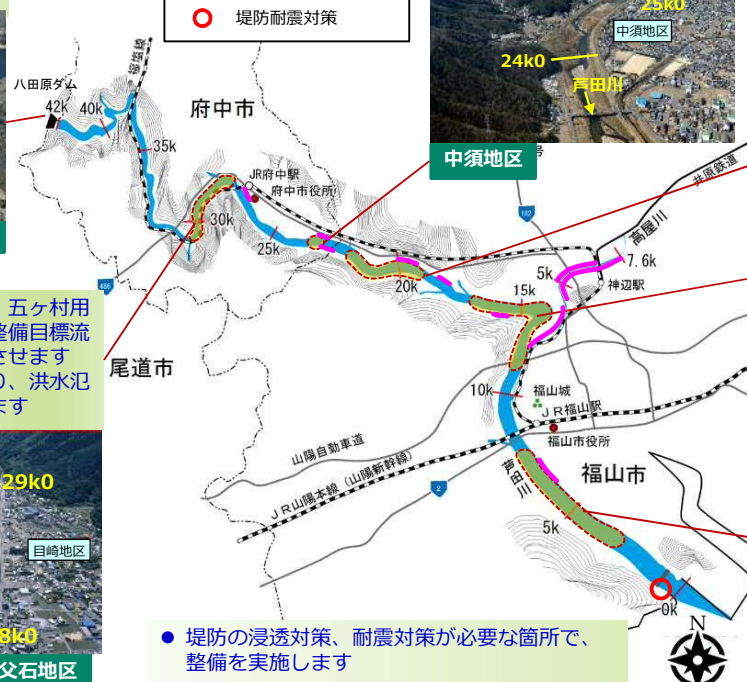 堤防耐震対策
25k0
中須地区
24k0
芦田川
中須地区
号
八田原ダム
福塩線
42k
40k
府中市
35k
JR府中駅
府中市役所
30k
25k
20k
15k
182
486
井原鉄道
高屋川
7.6k
5k
神辺駅
五ヶ村用
整備目標流
させます
り、洪水氾
ます
尾道市
10k
福山城
JR福山駅
福山市役所
山陽自動車道
JR山陽本線(山陽新幹線)
芦田川
福山市
2
5k
0k
N
29k0
目崎地区
8k0
父石地区
● 堤防の浸透対策、耐震対策が必要な箇所で、
整備を実施します